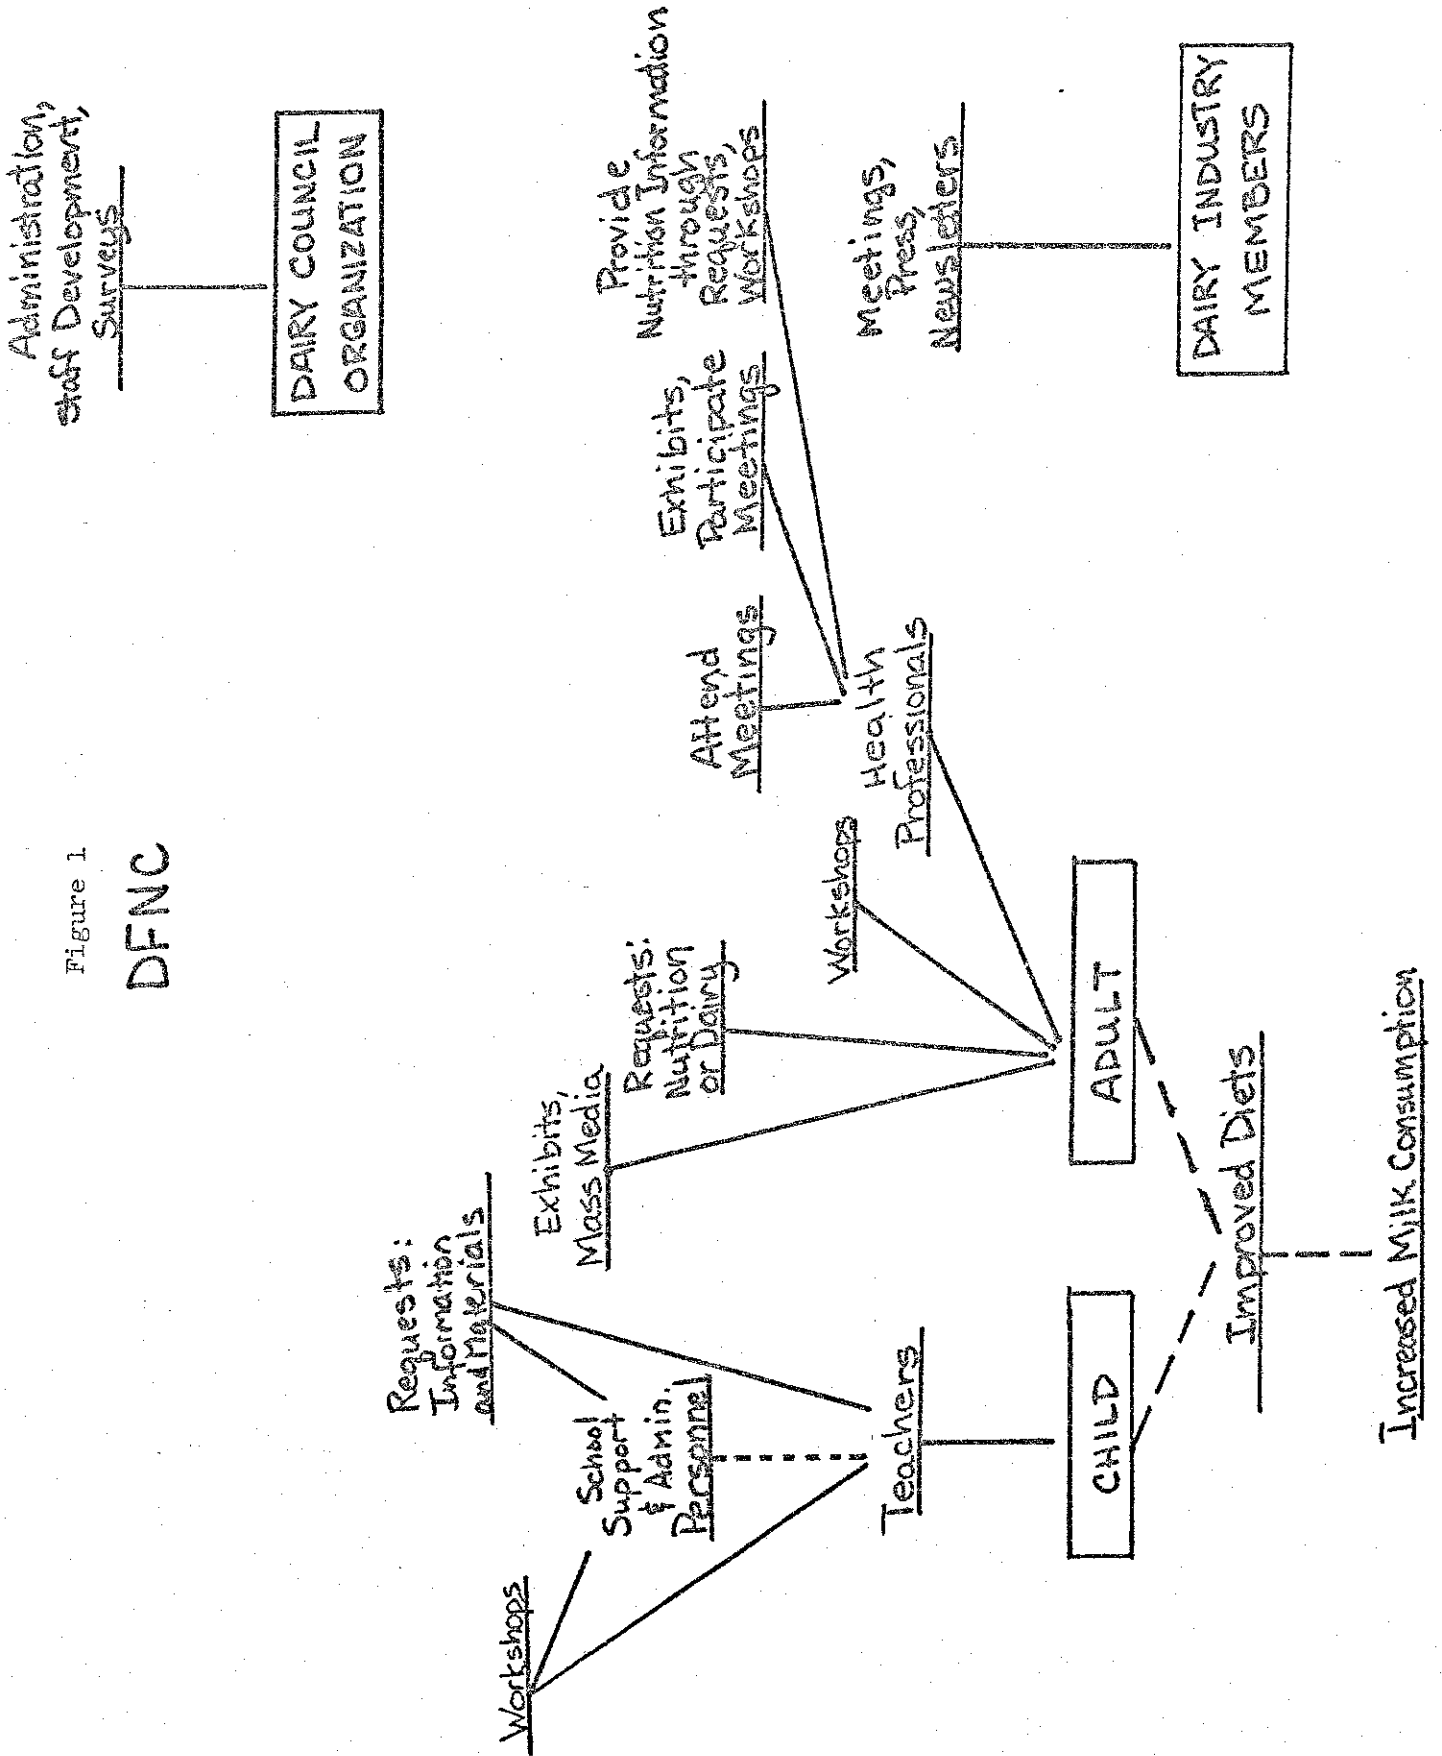 Figure 1
DFNC
Administration,
Staff Development,
Surveys
DAIRY COUNCIL
ORGANIZATION
Workshops
Requests:
Information
and Materials
School
Support
& Admin.
Personnel
Teachers
CHILD
Exhibits,
Mass Media
Requests:
Nutrition
or Dairy
Workshops
Attend
Meetings
Exhibits,
Participate
Meetings
Provide
Nutrition Information
through
Requests,
Workshops
Health
Professionals
ADULT
Meetings,
Press,
Newsletters
DAIRY INDUSTRY
MEMBERS
Improved Diets
Increased Milk Consumption